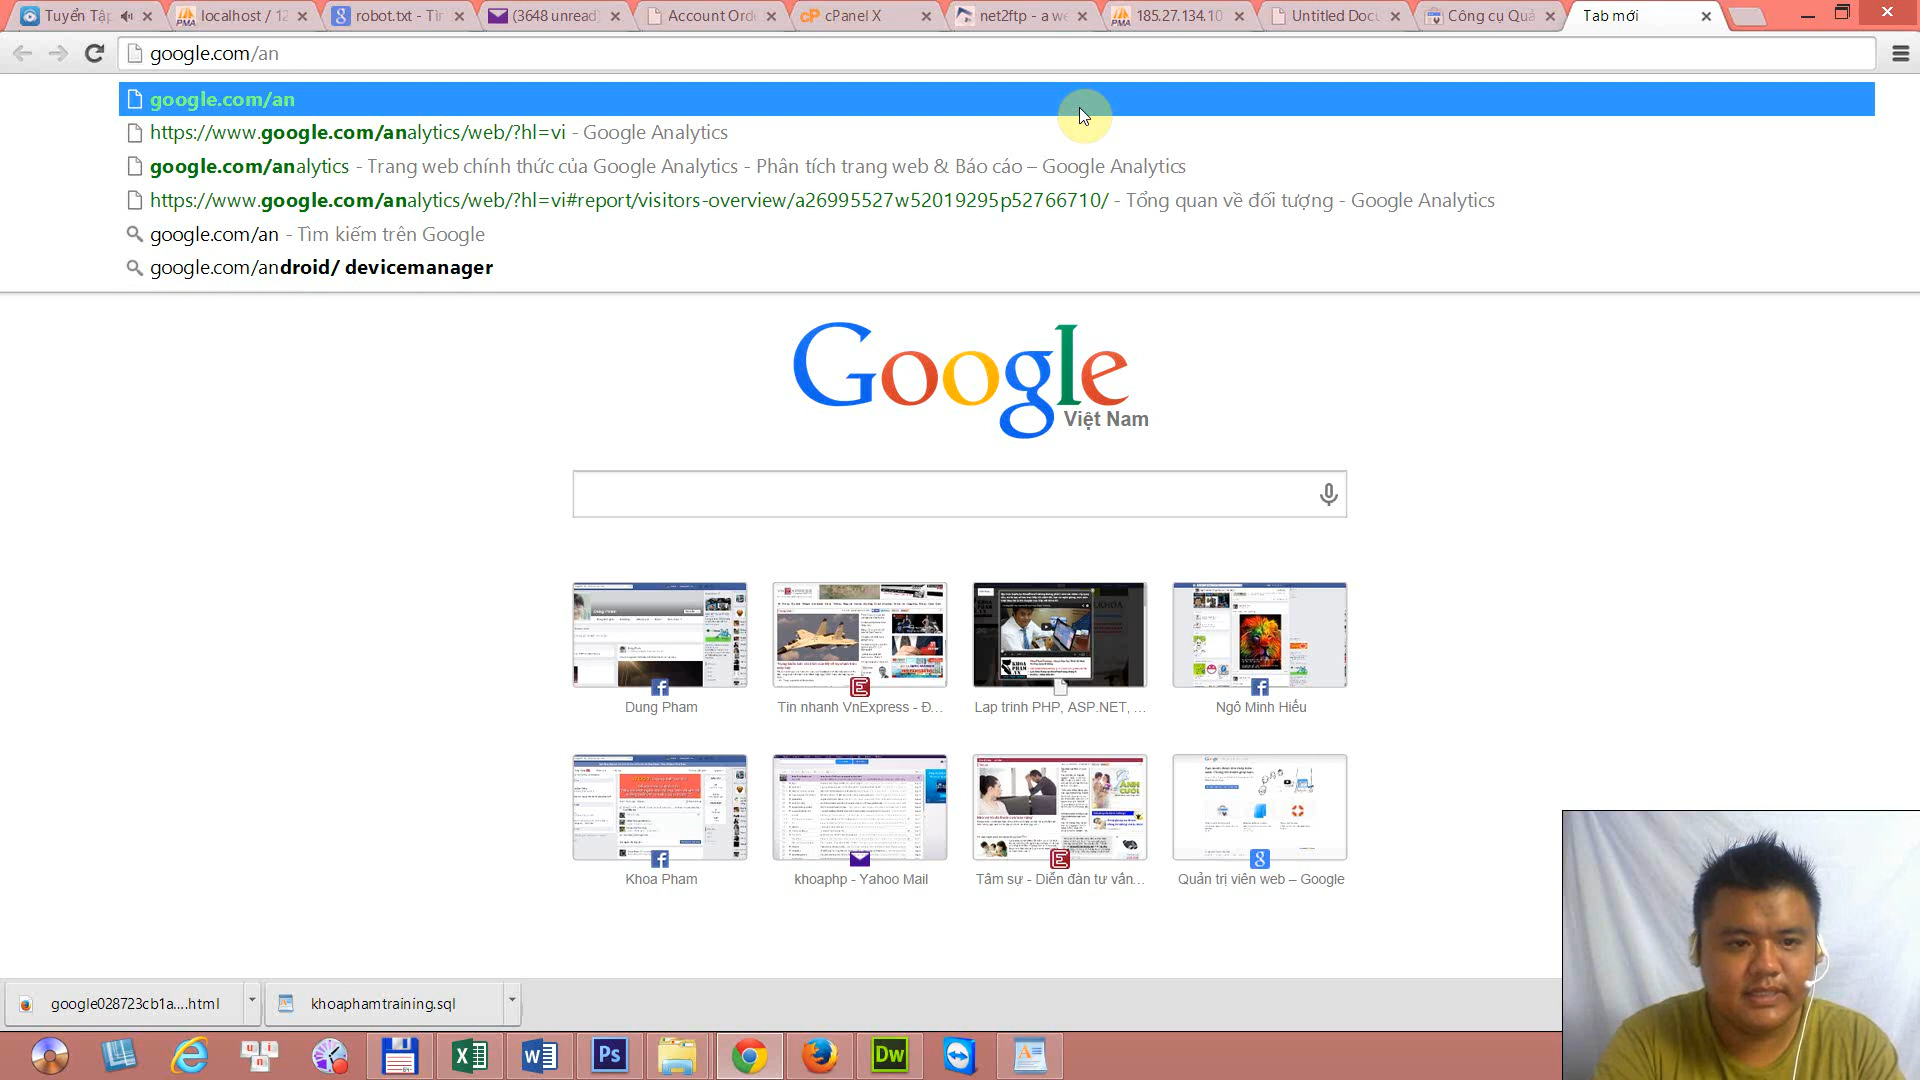 Tuyển Tập
localhost / 12
robot.txt - Tìr
(3648 unread)
Account Ord
cPanel X
net2ftp - a we
185.27.134.10
Untitled Docu
Công cụ Quả
Tab mới
google.com/an
google.com/an
https://www.google.com/analytics/web/?hl=vi - Google Analytics
google.com/analytics - Trang web chính thức của Google Analytics - Phân tích trang web & Báo cáo – Google Analytics
https://www.google.com/analytics/web/?hl=vi#report/visitors-overview/a26995527w52019295p52766710/ - Tổng quan về đối tượng - Google Analytics
google.com/an - Tìm kiếm trên Google
google.com/android/ devicemanager
Google
Việt Nam
Dung Pham
Tin nhanh VnExpress - Đ...
Lap trinh PHP, ASP.NET, ...
Ngô Minh Hiếu
Khoa Pham
khoaphp - Yahoo Mail
Tâm sự - Diễn đàn tư vấn...
Quản trị viên web – Google
google028723cb1a....html
khoaphamtraining.sql